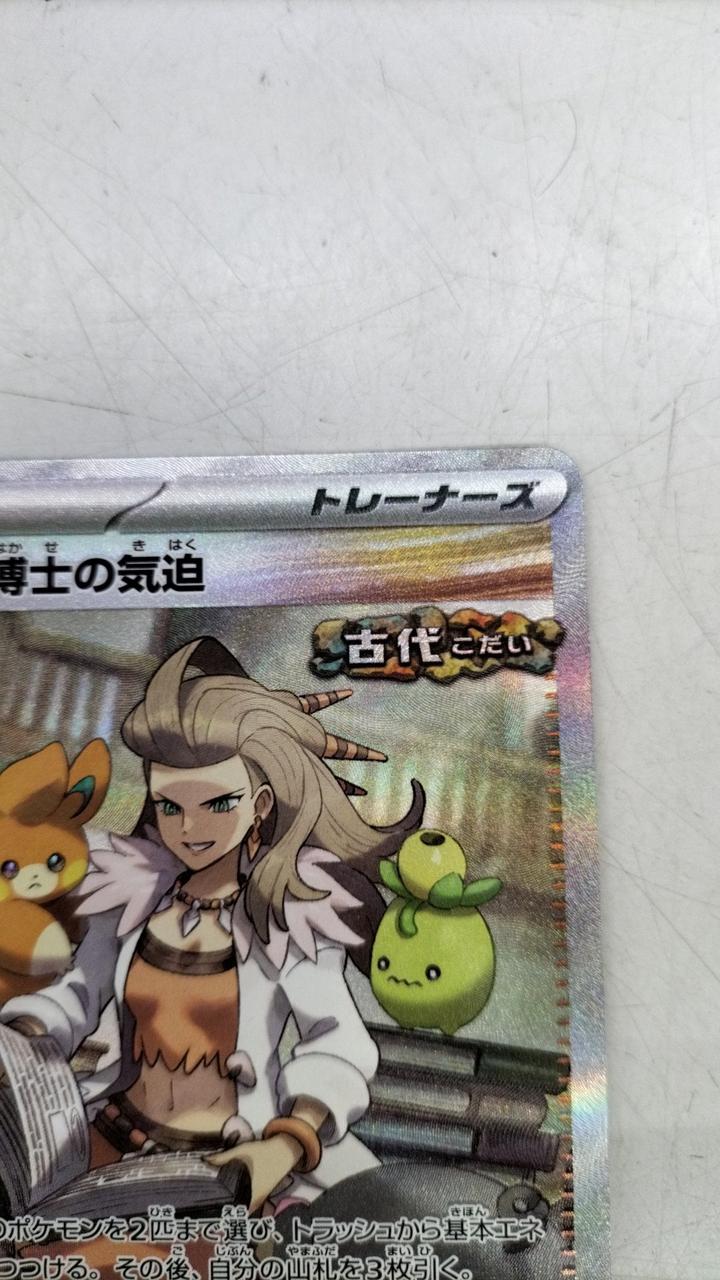 トレーナーズ
博士の気迫
古代 こだい
ポケモンを2匹まで選び、トラッシュから基本エネ
つける。その後、自分の山札を3枚引く。